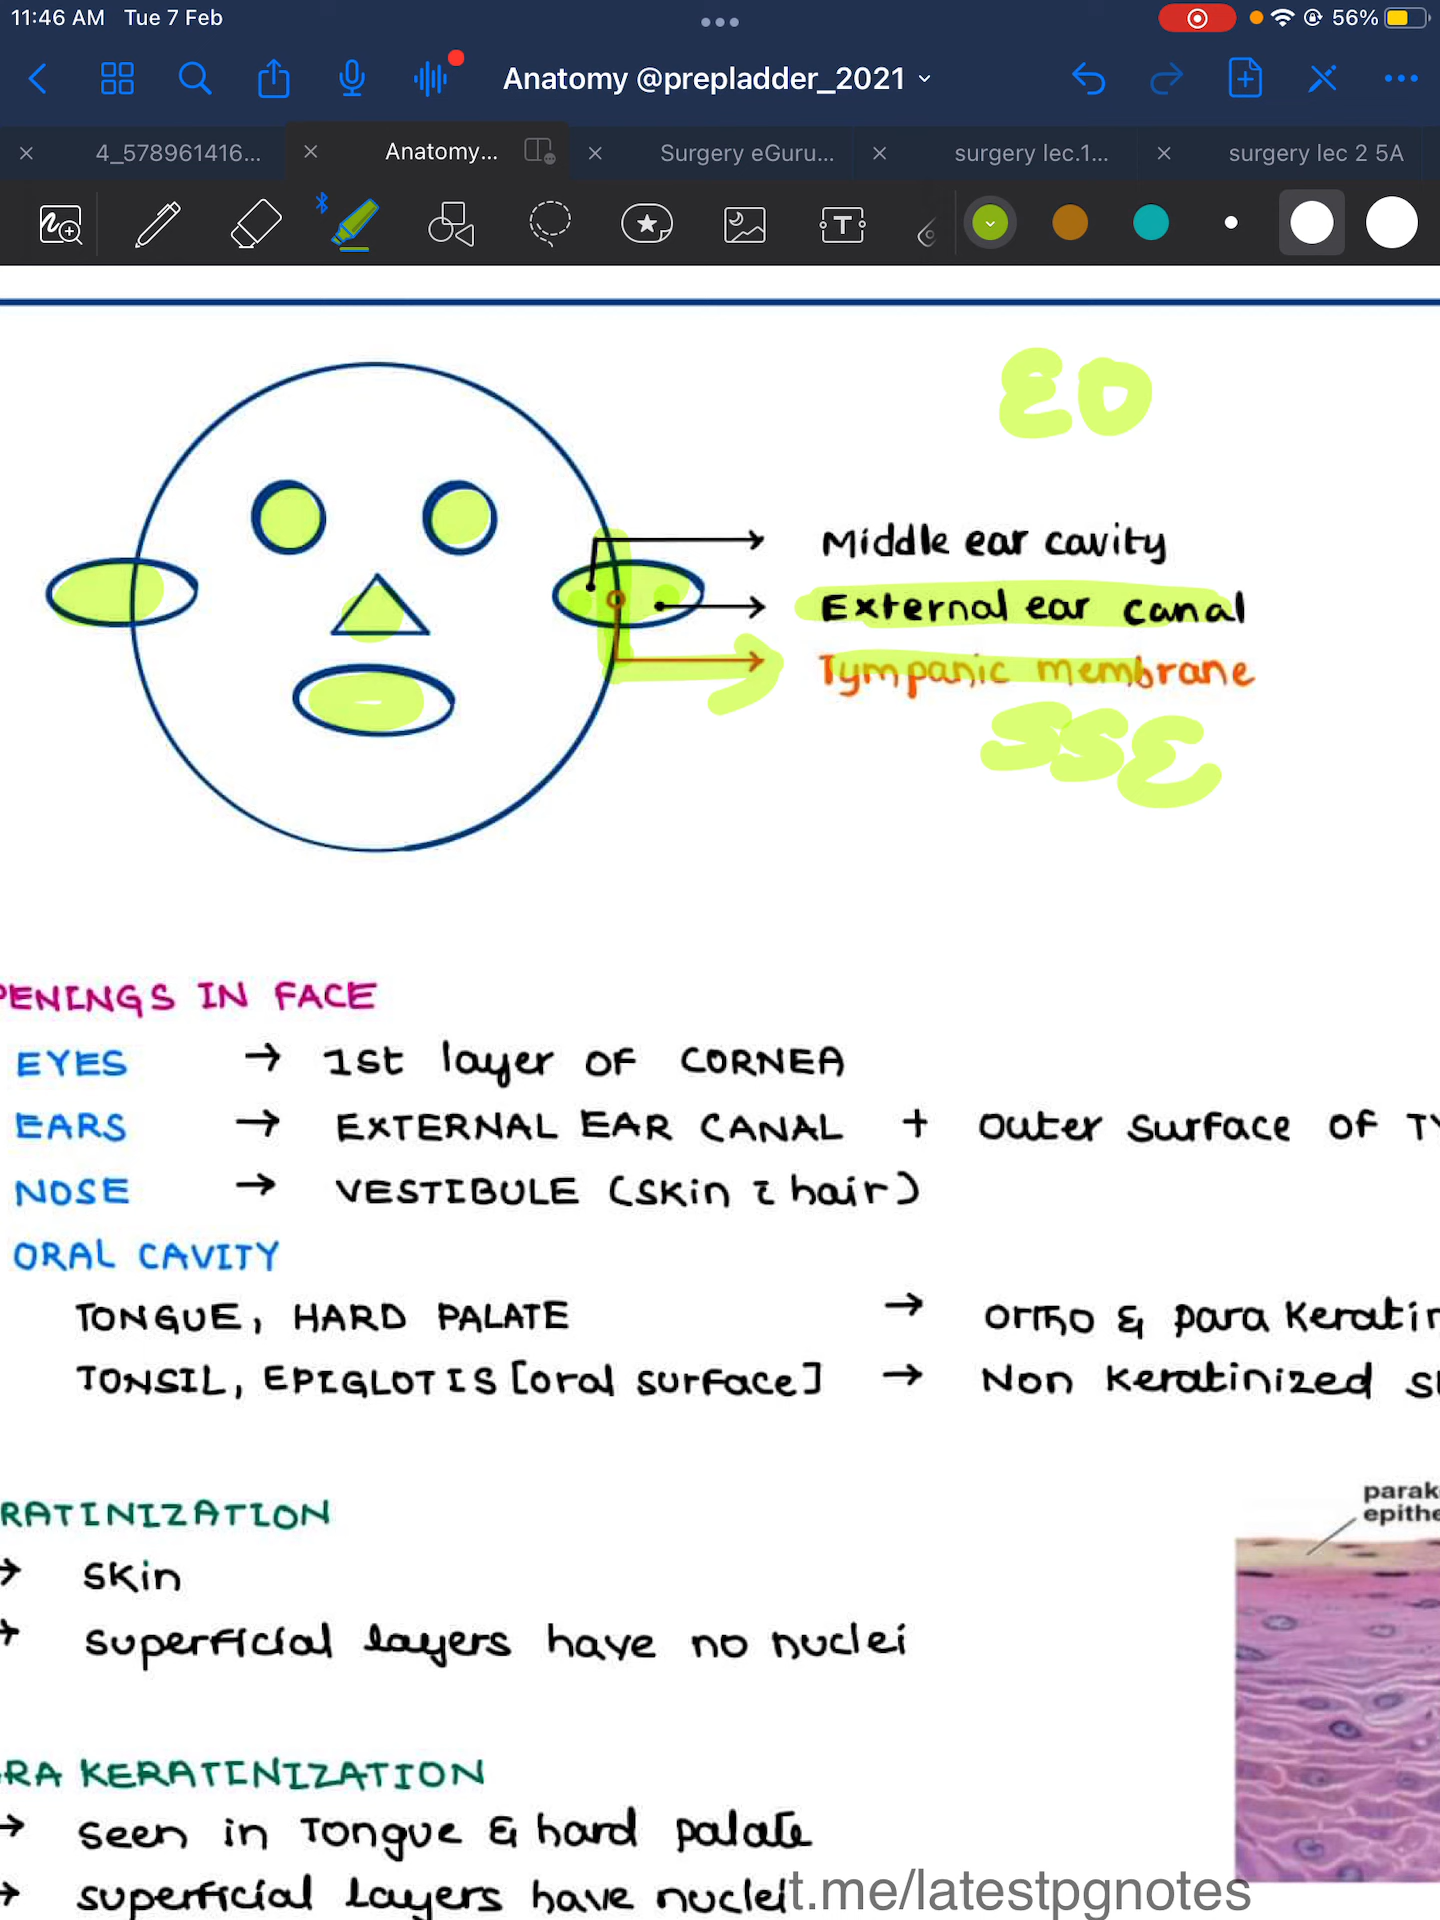 11:46 AM Tue 7 Feb 56%
Anatomy @prepladder_2021
4_578961416... Anatomy... Surgery eGuru... surgery lec.1... surgery lec 2 5A
ED
Middle ear cavity
External ear canal
Tympanic membrane
SSE
PENINGS IN FACE
EYES → 1st layer OF CORNEA
EARS → EXTERNAL EAR CANAL + Outer surface OF TY
NOSE → VESTIBULE (skin c hair)
ORAL CAVITY
TONGUE, HARD PALATE → ortho & para keratin
TONSIL, EPIGLOTIS [oral surface] → Non keratinized s
RATINIZATION
→ skin
→ superficial layers have no nuclei
RA KERATINIZATION
→ seen in Tongue & hard palate
→ superficial layers have nuclei
parak
epithe
t.me/latestpgnotes